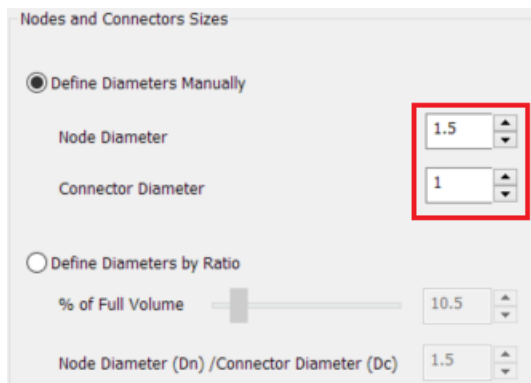 Nodes and Connectors Sizes
Define Diameters Manually
Node Diameter 1.5
Connector Diameter 1
Define Diameters by Ratio
% of Full Volume 10.5
Node Diameter (Dn) /Connector Diameter (Dc) 1.5